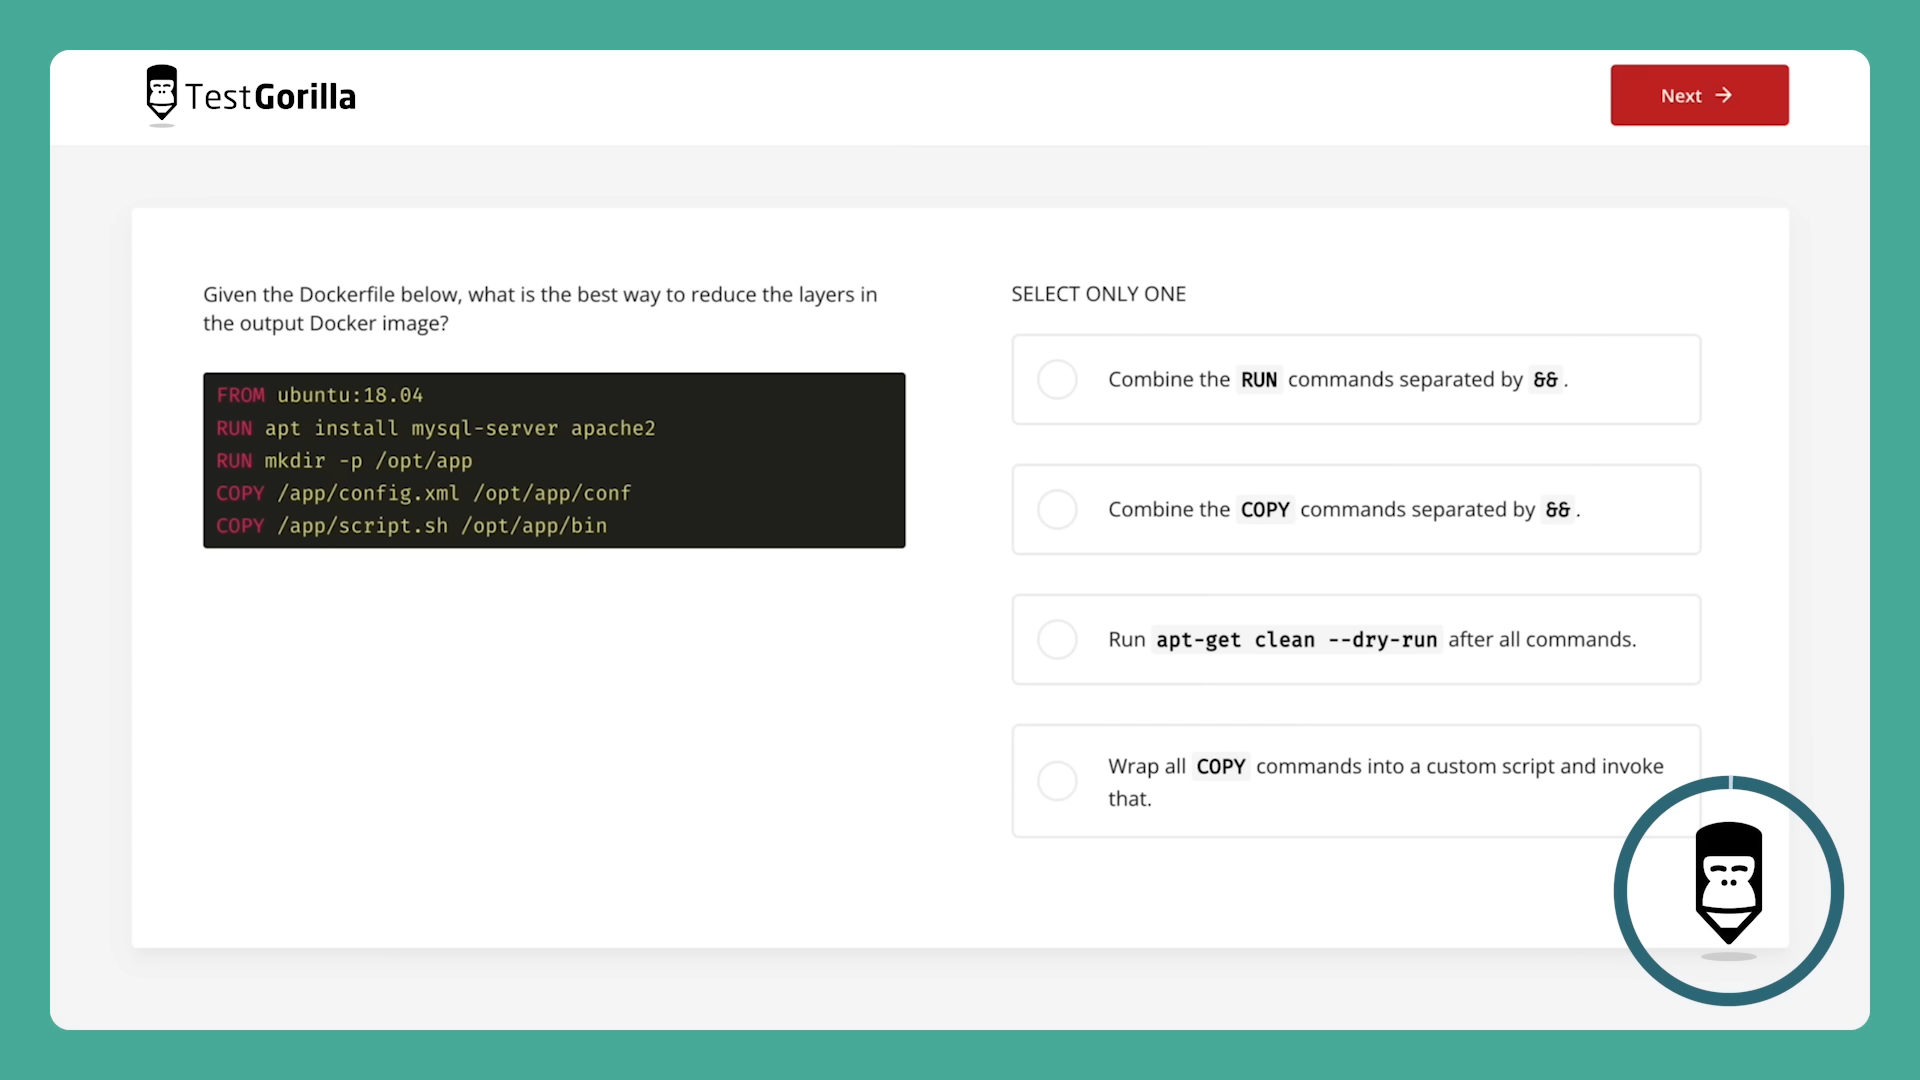 TestGorilla
Next →
Given the Dockerfile below, what is the best way to reduce the layers in
the output Docker image?
FROM ubuntu:18.04
RUN apt install mysql-server apache2
RUN mkdir -p /opt/app
COPY /app/config.xml /opt/app/conf
COPY /app/script.sh /opt/app/bin
SELECT ONLY ONE
Combine the RUN commands separated by && .
Combine the COPY commands separated by && .
Run apt-get clean --dry-run after all commands.
Wrap all COPY commands into a custom script and invoke
that.